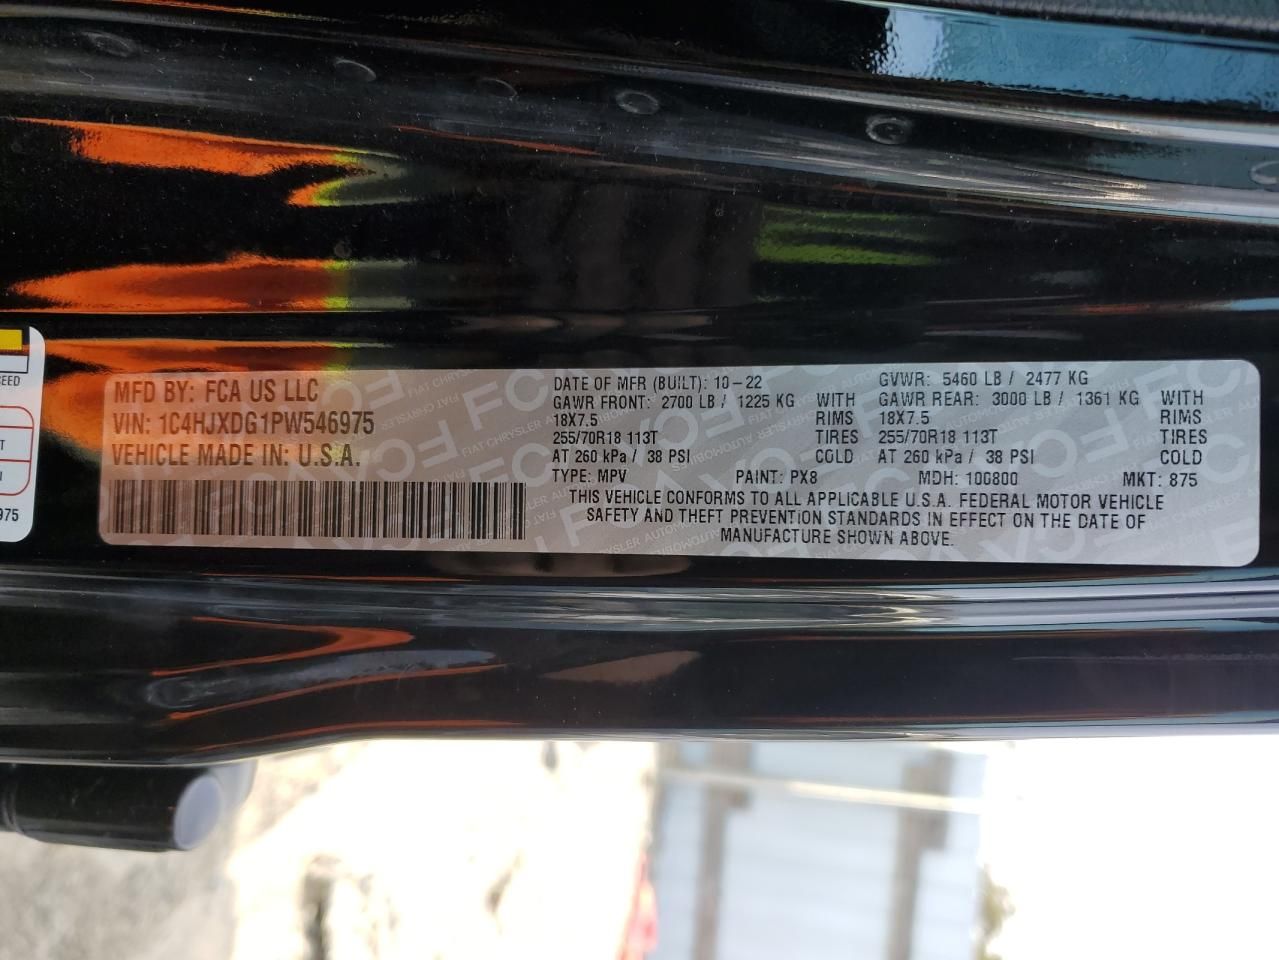 MFD BY: FCA US LLC
VIN: 1C4HJXDG1PW546975
VEHICLE MADE IN: U.S.A.
DATE OF MFR (BUILT): 10-22 GVWR: 5460 LB / 2477 KG
GAWR FRONT: 2700 LB / 1225 KG WITH GAWR REAR: 3000 LB / 1361 KG WITH
18X7.5 RIMS 18X7.5 RIMS
255/70R18 113T TIRES 255/70R18 113T TIRES
AT 260 kPa / 38 PSI COLD AT 260 kPa / 38 PSI COLD
TYPE: MPV PAINT: PX8 MDH: 100800 MKT: 875
THIS VEHICLE CONFORMS TO ALL APPLICABLE U.S.A. FEDERAL MOTOR VEHICLE
SAFETY AND THEFT PREVENTION STANDARDS IN EFFECT ON THE DATE OF
MANUFACTURE SHOWN ABOVE.
975